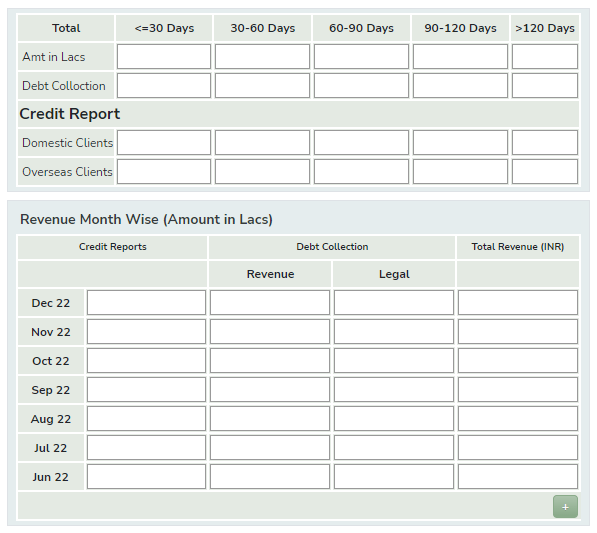 Total <=30 Days 30-60 Days 60-90 Days 90-120 Days >120 Days
Amt in Lacs
Debt Colloction
Credit Report
Domestic Clients
Overseas Clients
Revenue Month Wise (Amount in Lacs)
Credit Reports Debt Collection Total Revenue (INR)
Revenue Legal
Dec 22
Nov 22
Oct 22
Sep 22
Aug 22
Jul 22
Jun 22
+